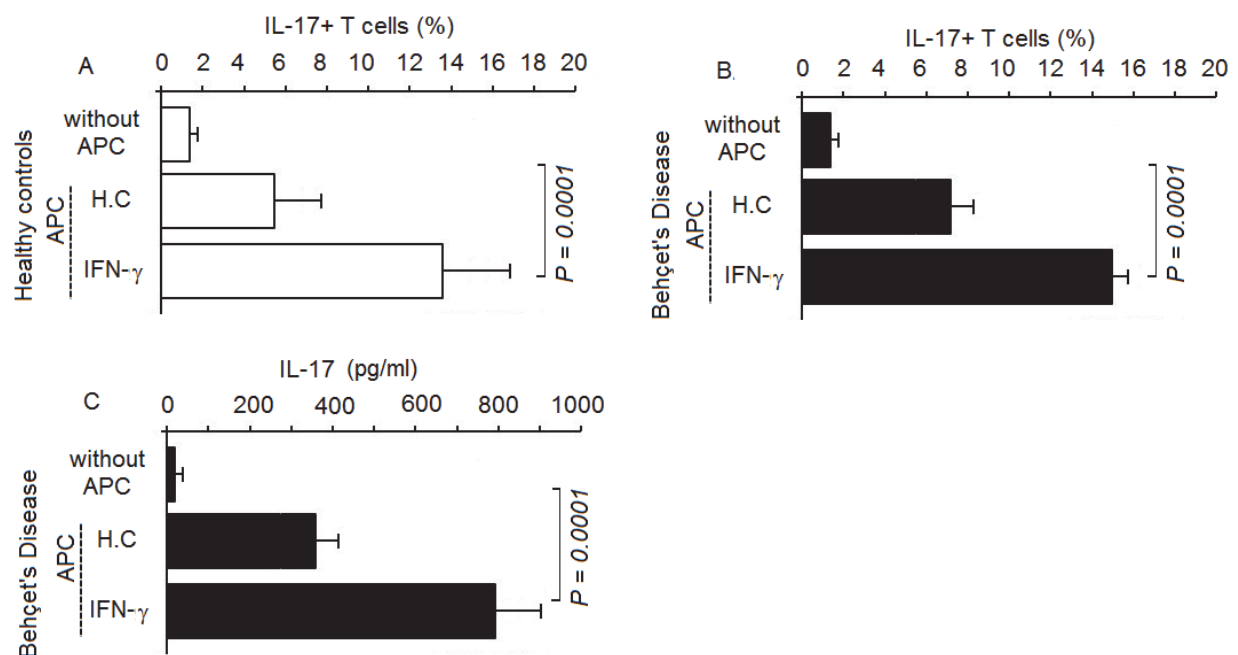 IL-17+ T cells (%)
A
0 2 4 6 8 10 12 14 16 18 20
Healthy controls
APC
without
APC
H.C
IFN-γ
P = 0.0001
IL-17+ T cells (%)
B.
0 2 4 6 8 10 12 14 16 18 20
Behçet's Disease
APC
without
APC
H.C
IFN-γ
P = 0.0001
IL-17 (pg/ml)
C
0 200 400 600 800 1000
Behçet's Disease
APC
without
APC
H.C
IFN-γ
P = 0.0001